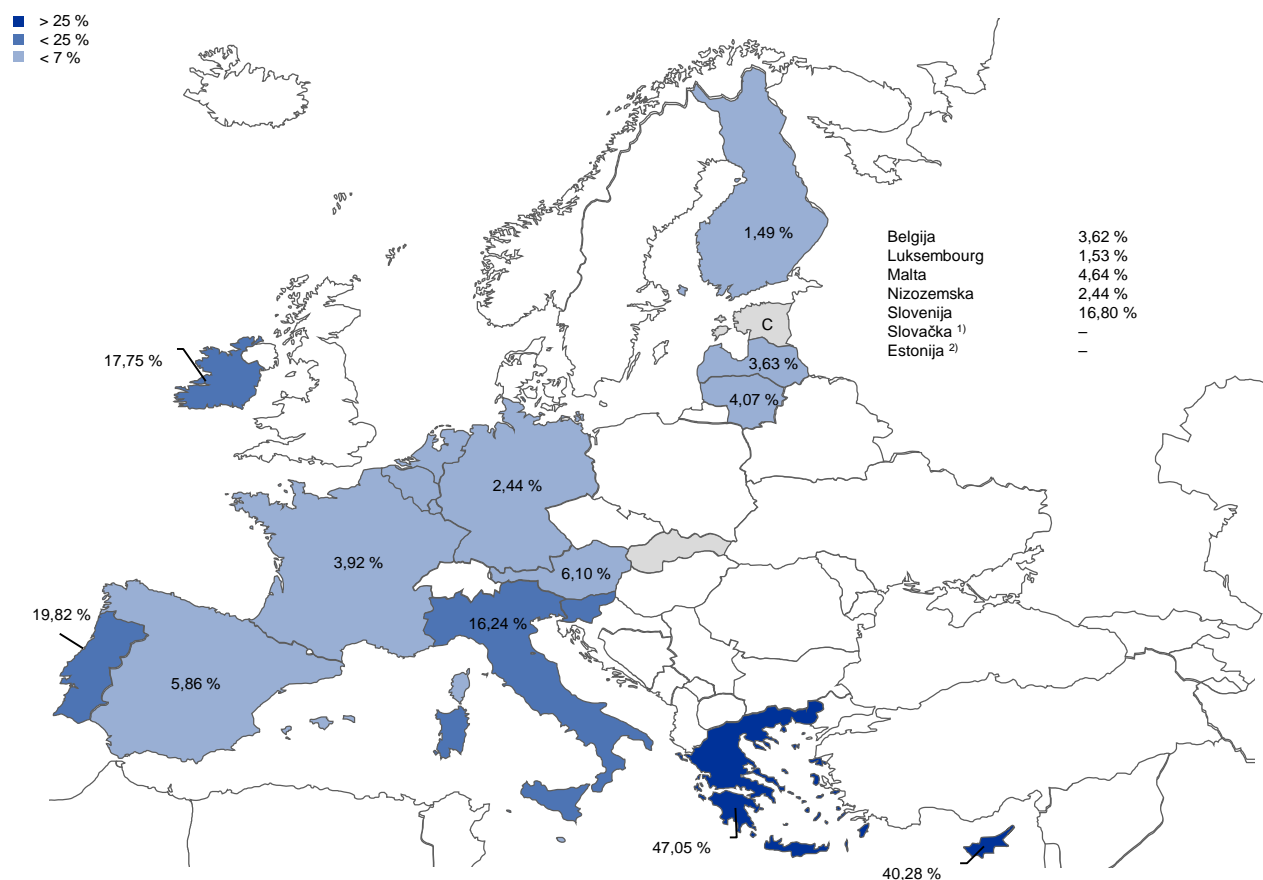 > 25 %
< 25 %
< 7 %
1,49 %
Belgija 3,62 %
Luksembourg 1,53 %
Malta 4,64 %
Nizozemska 2,44 %
Slovenija 16,80 %
Slovačka 1) –
Estonija 2) –
C
17,75 %
3,63 %
4,07 %
2,44 %
3,92 %
6,10 %
19,82 %
16,24 %
5,86 %
47,05 %
40,28 %